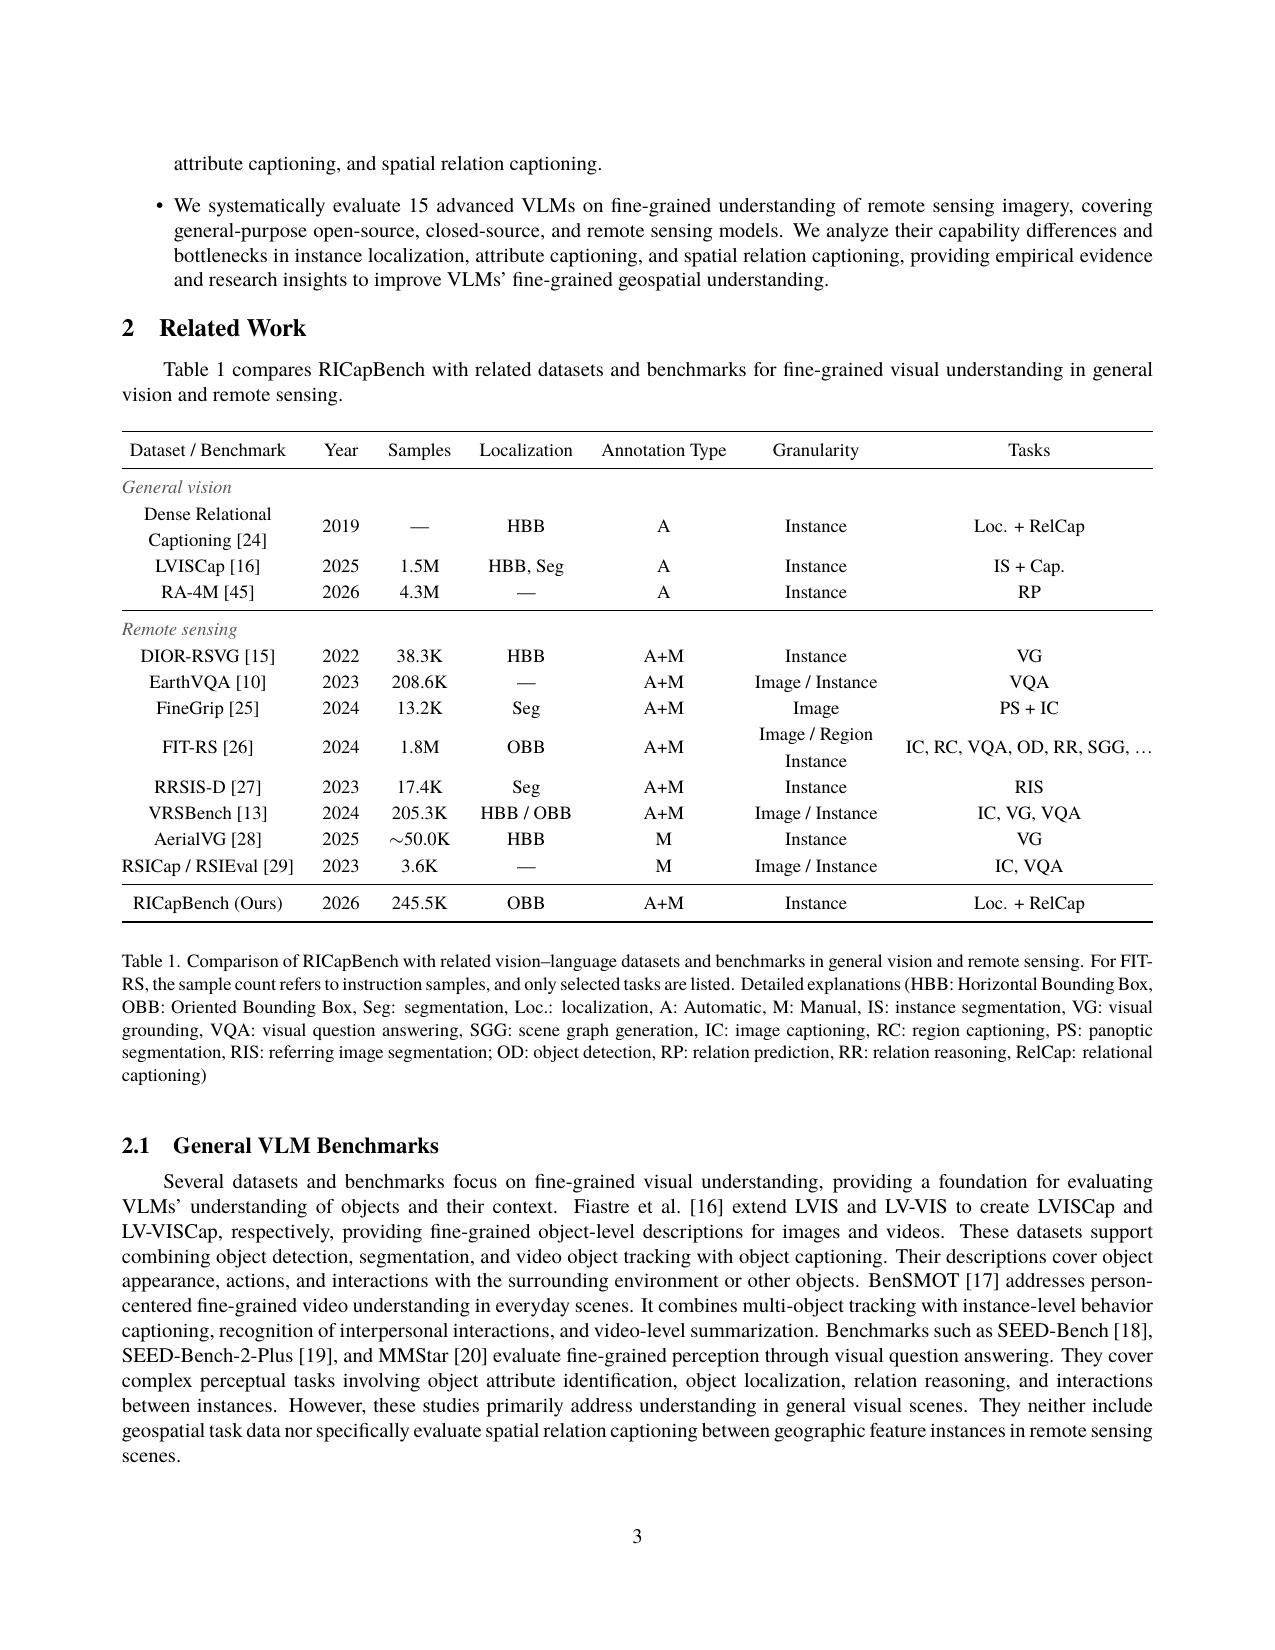 attribute captioning, and spatial relation captioning.
• We systematically evaluate 15 advanced VLMs on fine-grained understanding of remote sensing imagery, covering
general-purpose open-source, closed-source, and remote sensing models. We analyze their capability differences and
bottlenecks in instance localization, attribute captioning, and spatial relation captioning, providing empirical evidence
and research insights to improve VLMs’ fine-grained geospatial understanding.
2 Related Work
Table 1 compares RICapBench with related datasets and benchmarks for fine-grained visual understanding in general
vision and remote sensing.
Dataset / Benchmark Year Samples Localization Annotation Type Granularity Tasks
General vision
Dense Relational
Captioning [24] 2019 — HBB A Instance Loc. + RelCap
LVISCap [16] 2025 1.5M HBB, Seg A Instance IS + Cap.
RA-4M [45] 2026 4.3M — A Instance RP
Remote sensing
DIOR-RSVG [15] 2022 38.3K HBB A+M Instance VG
EarthVQA [10] 2023 208.6K — A+M Image / Instance VQA
FineGrip [25] 2024 13.2K Seg A+M Image PS + IC
FIT-RS [26] 2024 1.8M OBB A+M Image / Region
Instance IC, RC, VQA, OD, RR, SGG, …
RRSIS-D [27] 2023 17.4K Seg A+M Instance RIS
VRSBench [13] 2024 205.3K HBB / OBB A+M Image / Instance IC, VG, VQA
AerialVG [28] 2025 ∼50.0K HBB M Instance VG
RSICap / RSIEval [29] 2023 3.6K — M Image / Instance IC, VQA
RICapBench (Ours) 2026 245.5K OBB A+M Instance Loc. + RelCap
Table 1. Comparison of RICapBench with related vision–language datasets and benchmarks in general vision and remote sensing. For FIT-
RS, the sample count refers to instruction samples, and only selected tasks are listed. Detailed explanations (HBB: Horizontal Bounding Box,
OBB: Oriented Bounding Box, Seg: segmentation, Loc.: localization, A: Automatic, M: Manual, IS: instance segmentation, VG: visual
grounding, VQA: visual question answering, SGG: scene graph generation, IC: image captioning, RC: region captioning, PS: panoptic
segmentation, RIS: referring image segmentation; OD: object detection, RP: relation prediction, RR: relation reasoning, RelCap: relational
captioning)
2.1 General VLM Benchmarks
Several datasets and benchmarks focus on fine-grained visual understanding, providing a foundation for evaluating
VLMs’ understanding of objects and their context. Fiastre et al. [16] extend LVIS and LV-VIS to create LVISCap and
LV-VISCap, respectively, providing fine-grained object-level descriptions for images and videos. These datasets support
combining object detection, segmentation, and video object tracking with object captioning. Their descriptions cover object
appearance, actions, and interactions with the surrounding environment or other objects. BenSMOT [17] addresses person-
centered fine-grained video understanding in everyday scenes. It combines multi-object tracking with instance-level behavior
captioning, recognition of interpersonal interactions, and video-level summarization. Benchmarks such as SEED-Bench [18],
SEED-Bench-2-Plus [19], and MMStar [20] evaluate fine-grained perception through visual question answering. They cover
complex perceptual tasks involving object attribute identification, object localization, relation reasoning, and interactions
between instances. However, these studies primarily address understanding in general visual scenes. They neither include
geospatial task data nor specifically evaluate spatial relation captioning between geographic feature instances in remote sensing
scenes.
3